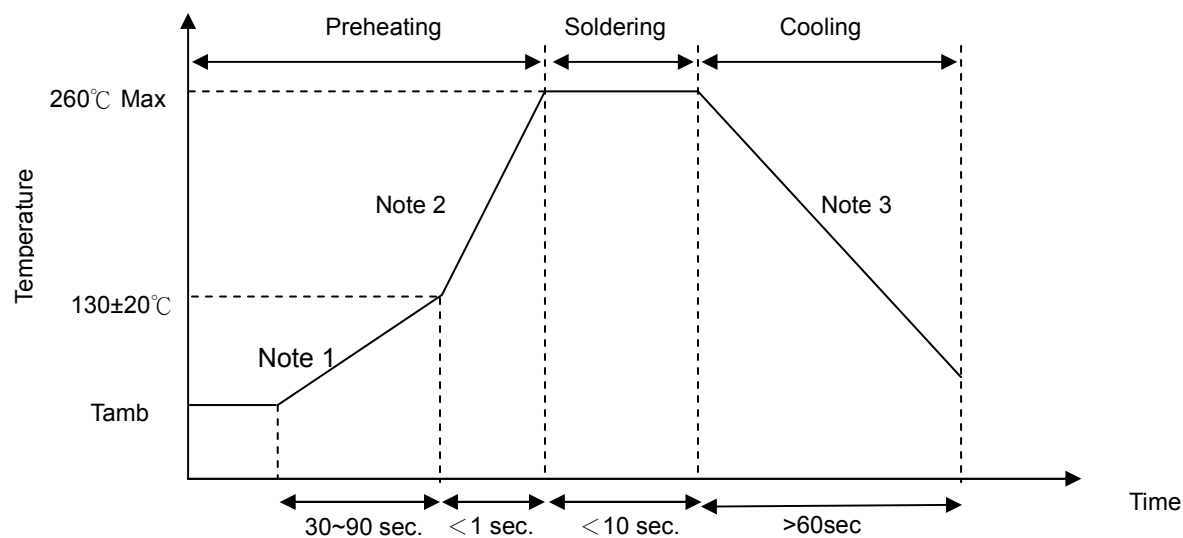 Preheating Soldering Cooling
260℃ Max
Temperature
Note 2
Note 3
130±20℃
Note 1
Tamb
Time
30~90 sec. ＜1 sec. ＜10 sec. >60sec